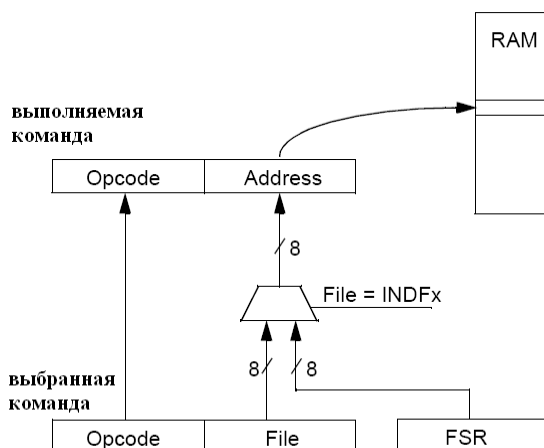 RAM
выполняемая
команда
Opcode Address
8
File = INDFx
8 8
выбранная
команда
Opcode File FSR